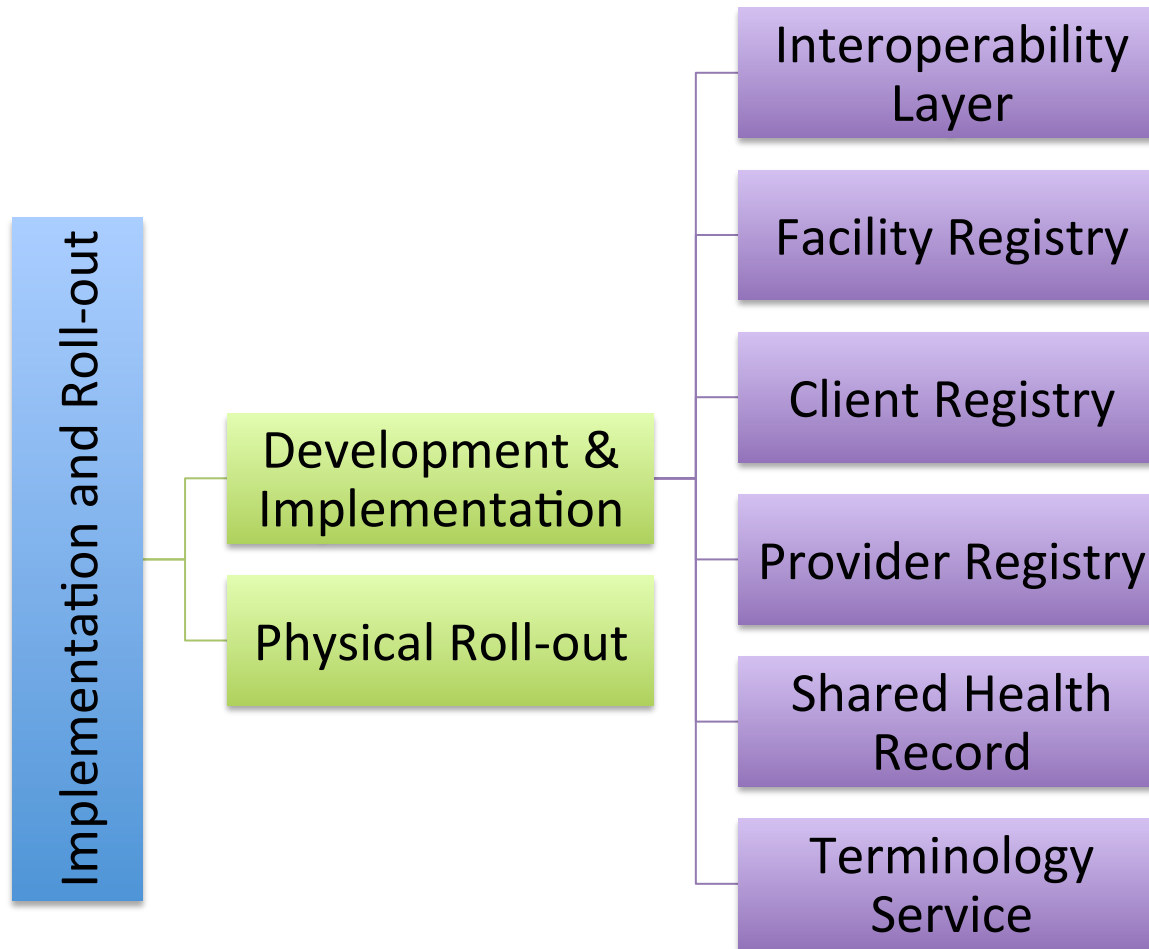 Implementation and Roll-out
Development &
Implementation
Physical Roll-out
Interoperability
Layer
Facility Registry
Client Registry
Provider Registry
Shared Health
Record
Terminology
Service